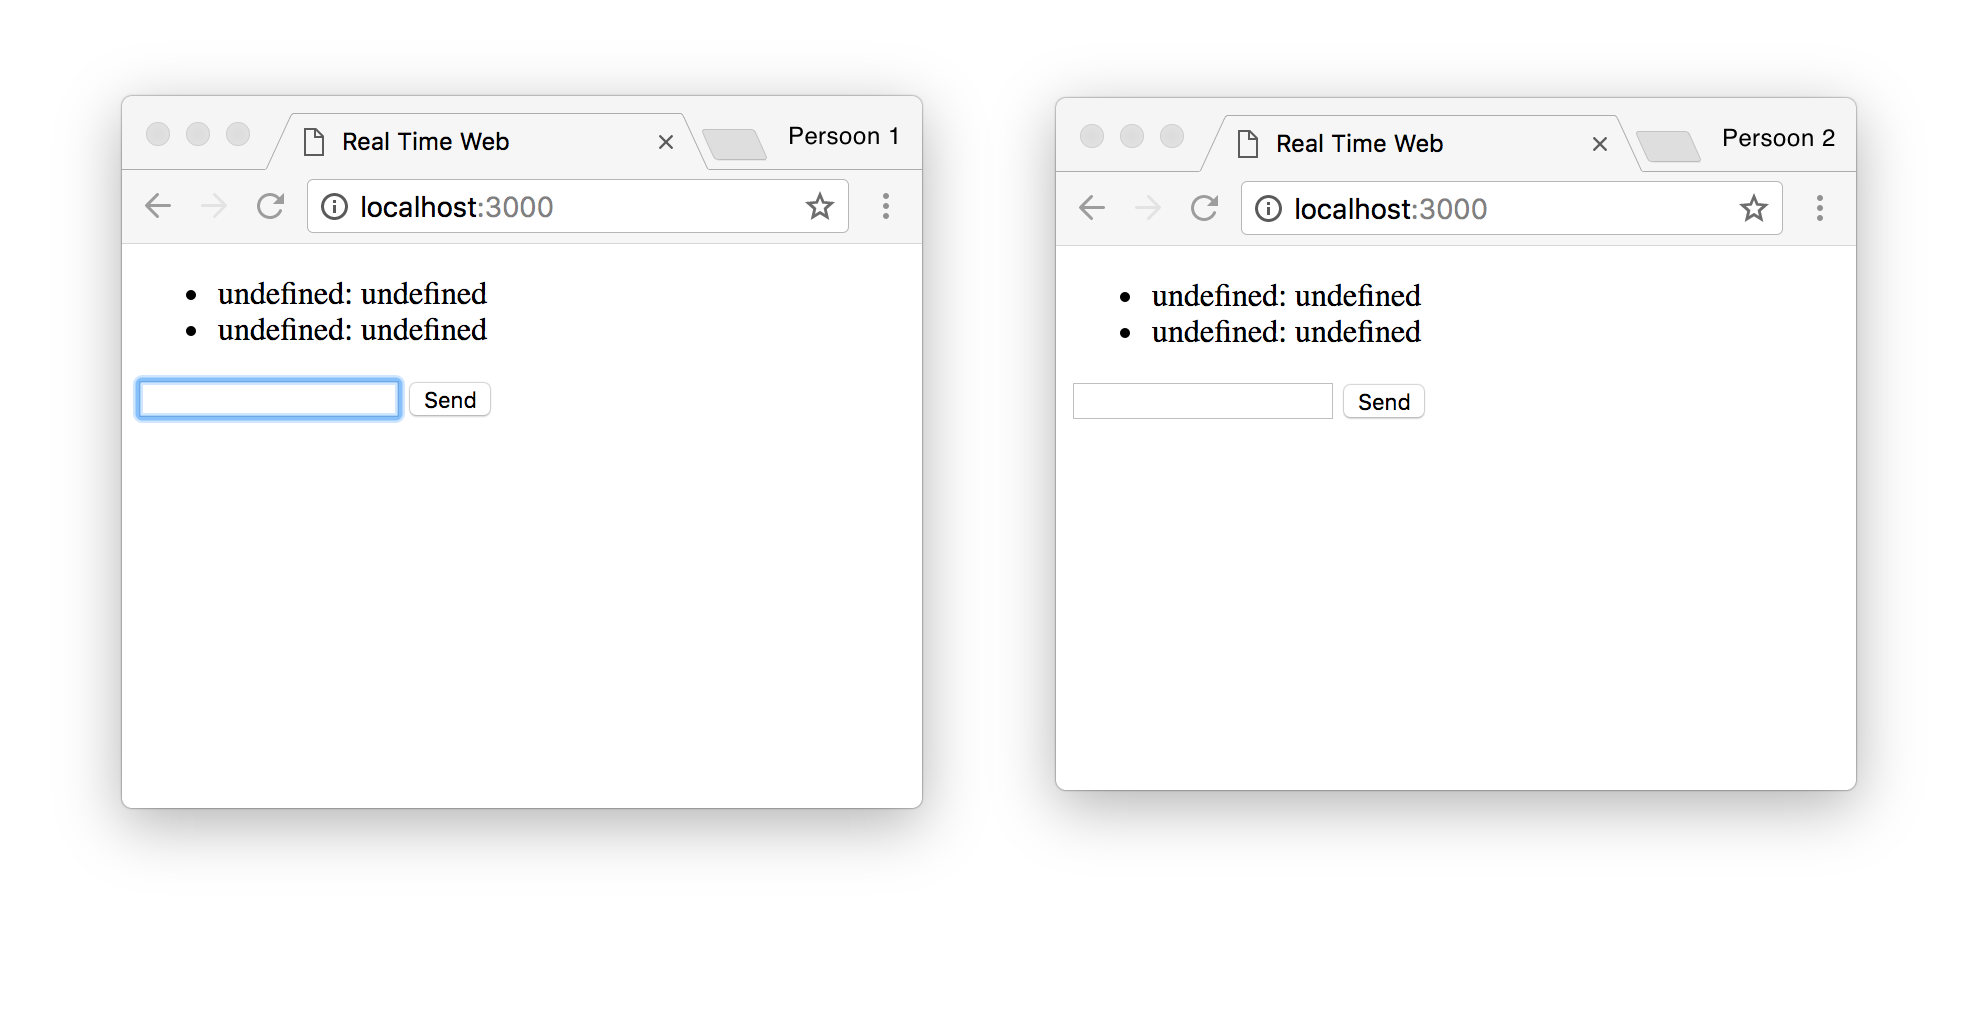 Real Time Web
Persoon 1
localhost:3000
• undefined: undefined
• undefined: undefined
Send
Real Time Web
Persoon 2
localhost:3000
• undefined: undefined
• undefined: undefined
Send